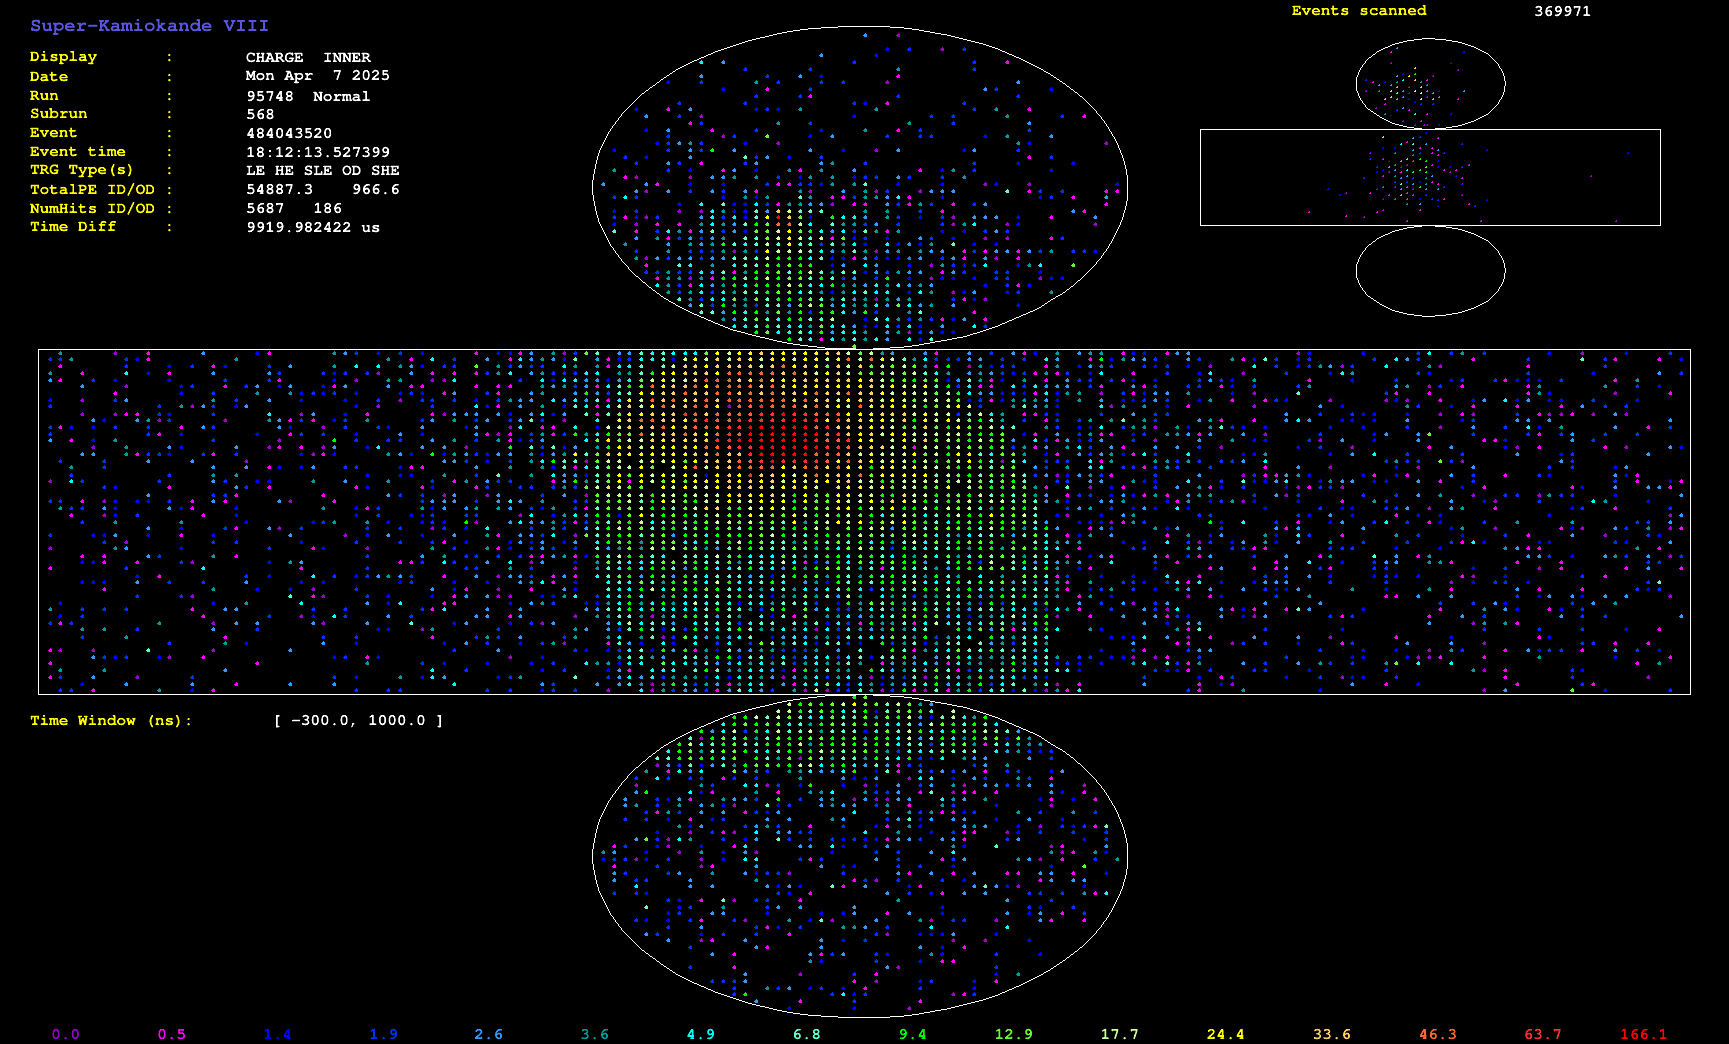 Super-Kamiokande VIII
Events scanned 369971
Display : CHARGE INNER
Date : Mon Apr 7 2025
Run : 95748 Normal
Subrun : 568
Event : 484043520
Event time : 18:12:13.527399
TRG Type(s) : LE HE SLE OD SHE
TotalPE ID/OD : 54887.3 966.6
NumHits ID/OD : 5687 186
Time Diff : 9919.982422 us
Time Window (ns): [ -300.0, 1000.0 ]
0.0 0.5 1.4 1.9 2.6 3.6 4.9 6.8 9.4 12.9 17.7 24.4 33.6 46.3 63.7 166.1